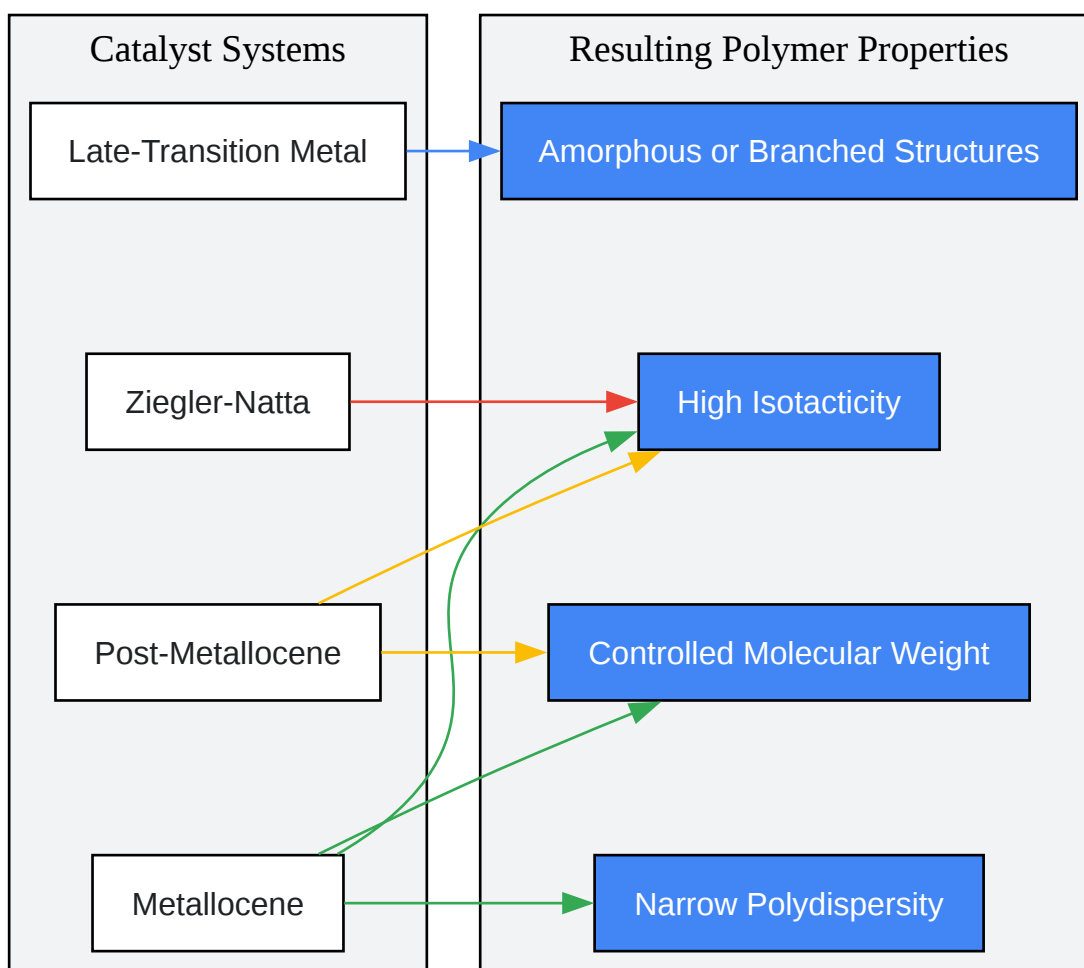 Catalyst Systems
Resulting Polymer Properties
Late-Transition Metal
Amorphous or Branched Structures
Ziegler-Natta
High Isotacticity
Post-Metallocene
Controlled Molecular Weight
Metallocene
Narrow Polydispersity